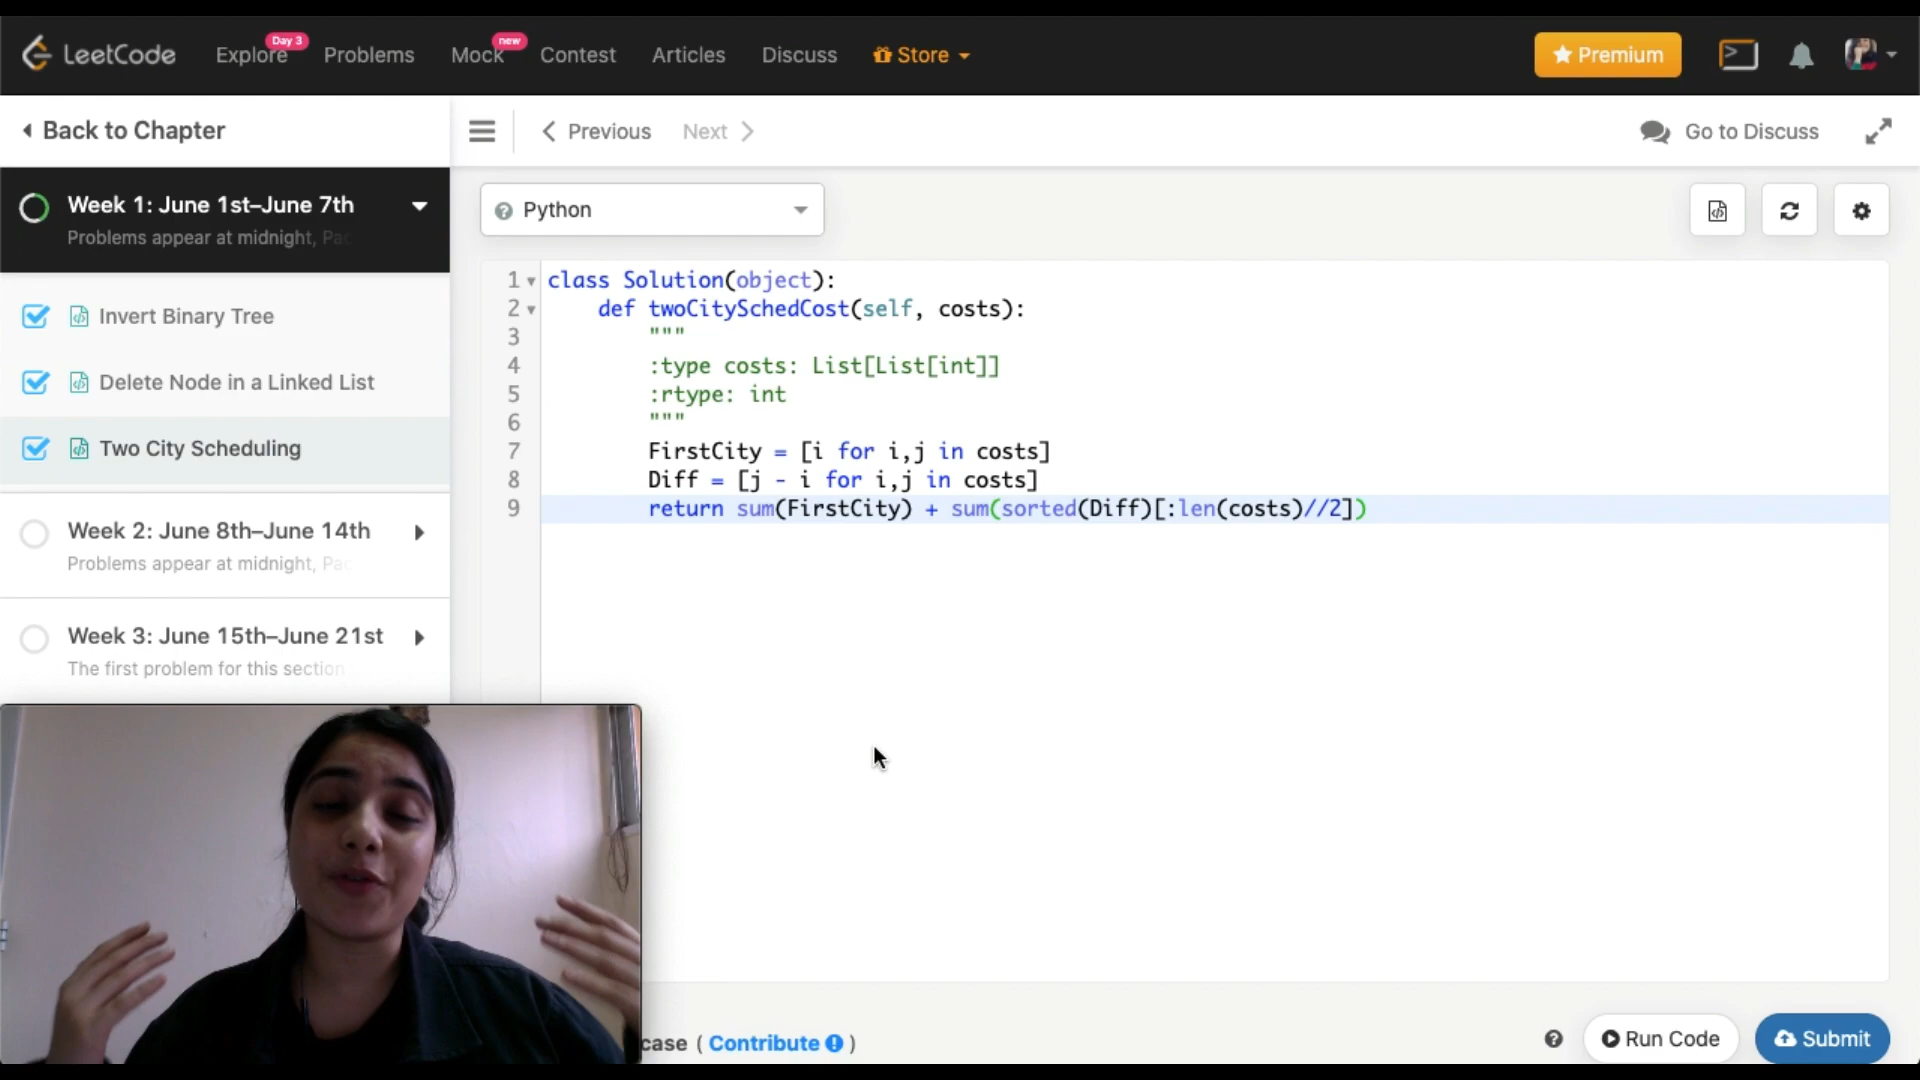 LeetCode
Explore Day 3 Problems Mock new Contest Articles Discuss Store Premium
Back to Chapter
Previous Next Go to Discuss
Week 1: June 1st–June 7th
Problems appear at midnight,
Invert Binary Tree
Delete Node in a Linked List
Two City Scheduling
Week 2: June 8th–June 14th
Problems appear at midnight,
Week 3: June 15th–June 21st
The first problem for this section
Python
1 class Solution(object):
2 def twoCitySchedCost(self, costs):
3 """
4 :type costs: List[List[int]]
5 :rtype: int
6 """
7 FirstCity = [i for i,j in costs]
8 Diff = [j - i for i,j in costs]
9 return sum(FirstCity) + sum(sorted(Diff)[:len(costs)//2])
case ( Contribute )
Run Code Submit